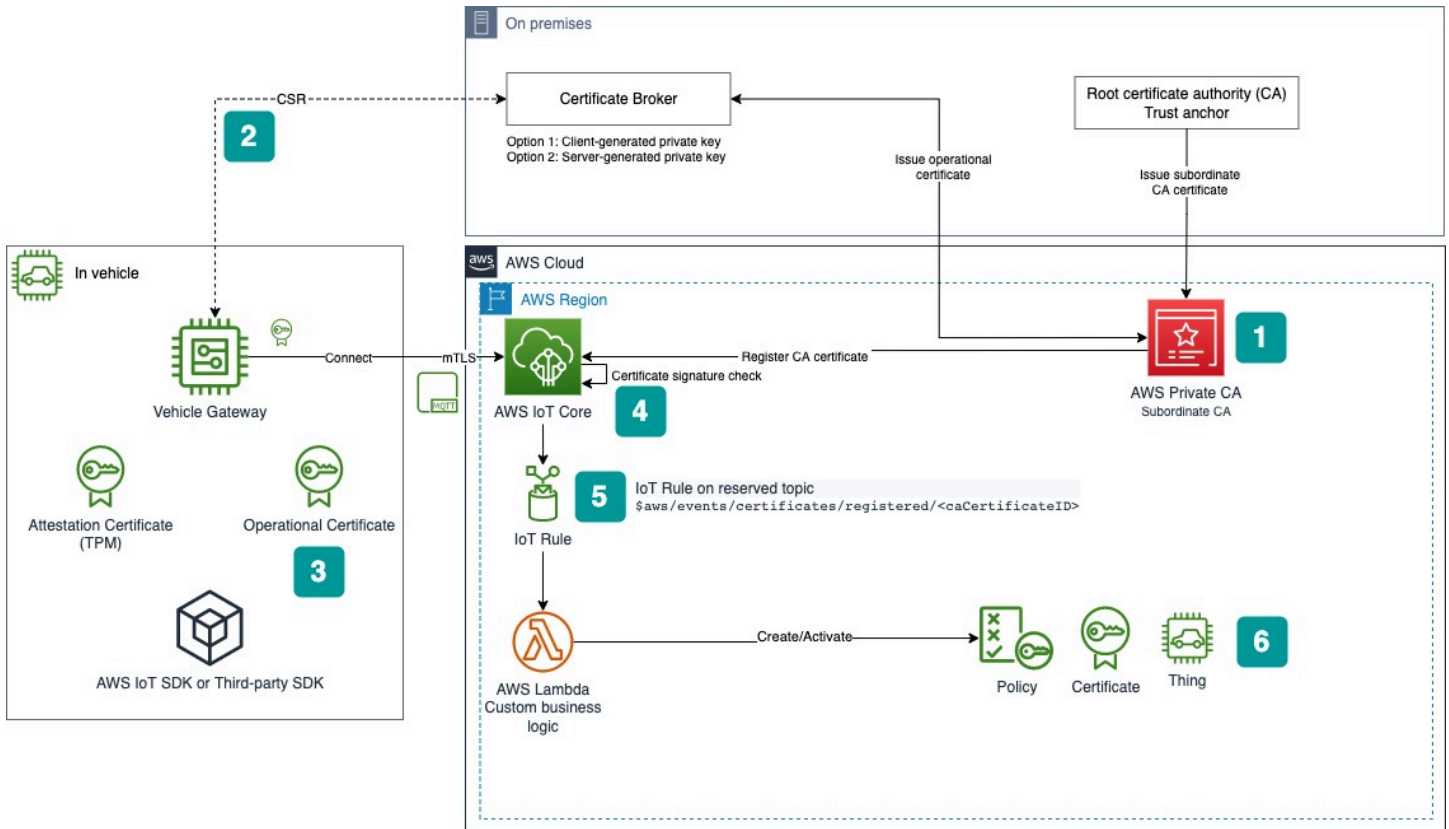 On premises
CSR
2
Certificate Broker
Option 1: Client-generated private key
Option 2: Server-generated private key
Root certificate authority (CA)
Trust anchor
Issue operational
certificate
Issue subordinate
CA certificate
In vehicle
Vehicle Gateway
Connect
mTLS
MQTT
Attestation Certificate
(TPM)
Operational Certificate
3
AWS IoT SDK or Third-party SDK
aws
AWS Cloud
AWS Region
Register CA certificate
Certificate signature check
AWS IoT Core
4
1
AWS Private CA
Subordinate CA
5
IoT Rule on reserved topic
$aws/events/certificates/registered/<caCertificateID>
IoT Rule
Create/Activate
AWS Lambda
Custom business
logic
Policy
Certificate
Thing
6